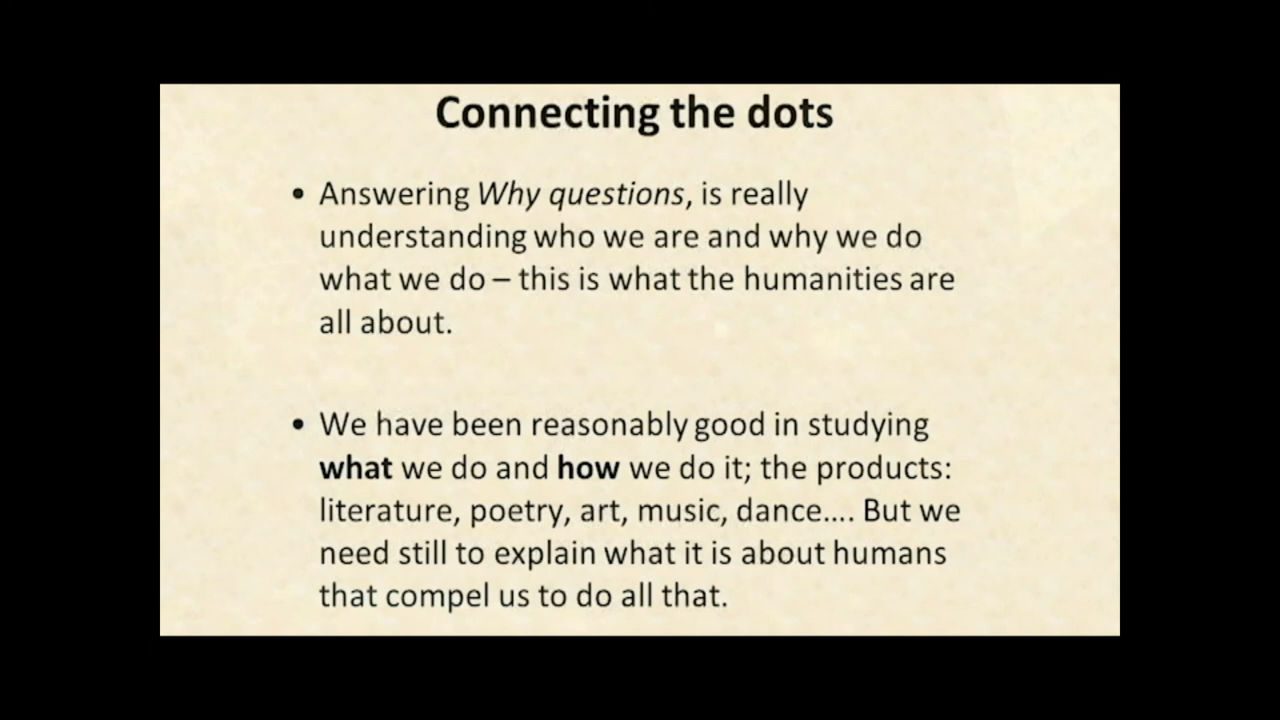 Connecting the dots
• Answering Why questions, is really
understanding who we are and why we do
what we do – this is what the humanities are
all about.
• We have been reasonably good in studying
what we do and how we do it; the products:
literature, poetry, art, music, dance.... But we
need still to explain what it is about humans
that compel us to do all that.